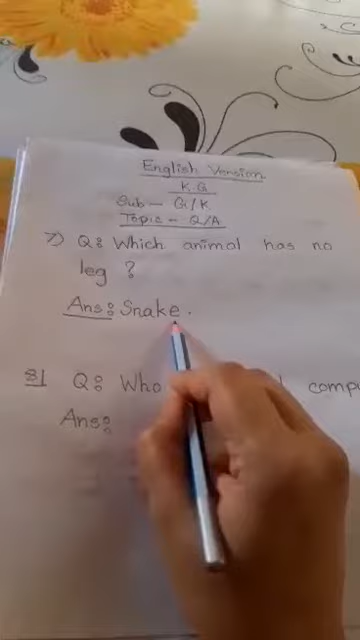 English Version
K.G
Sub - G/K
Topic - Q/A
7) Q: Which animal has no
leg ?
Ans: Snake.
8) Q: Who
Ans: